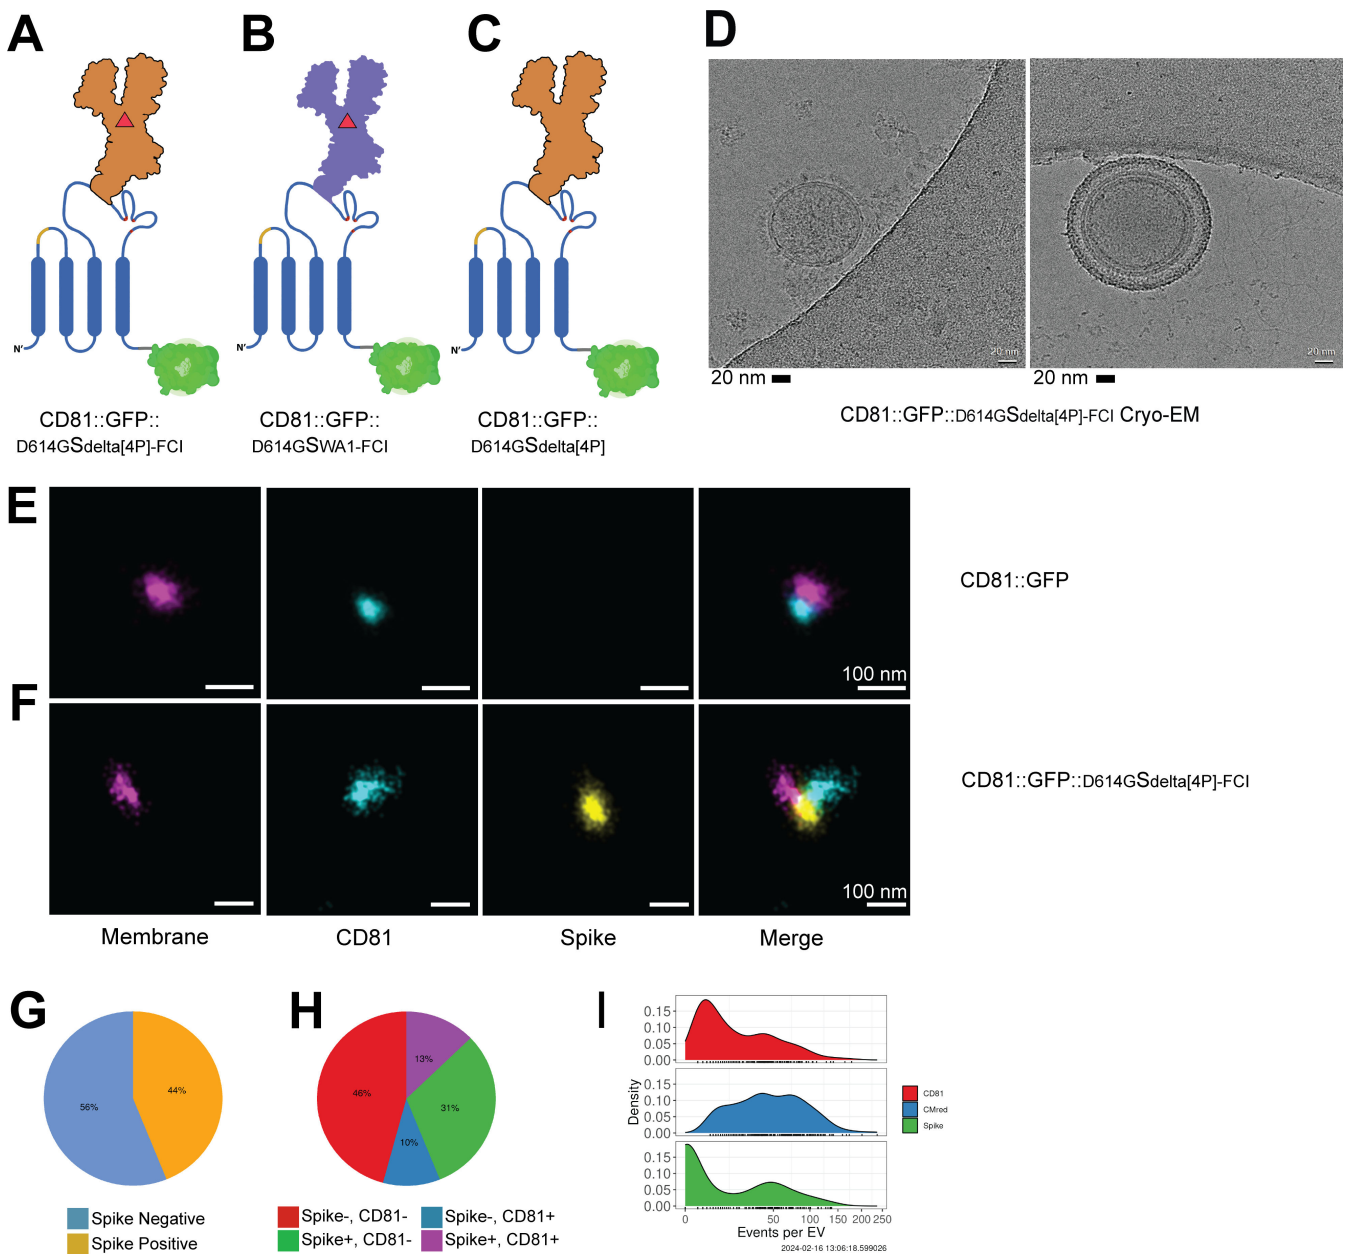 A
B
C
D
N'
N'
N'
CD81::GFP::
D614GSdelta[4P]-FCI
CD81::GFP::
D614GSWA1-FCI
CD81::GFP::
D614GSdelta[4P]
20 nm
20 nm
20 nm
20 nm
CD81::GFP::D614GSdelta[4P]-FCI Cryo-EM
E
CD81::GFP
100 nm
F
CD81::GFP::D614GSdelta[4P]-FCI
100 nm
Membrane
CD81
Spike
Merge
G
56%
44%
Spike Negative
Spike Positive
H
46%
13%
31%
10%
Spike-, CD81-
Spike-, CD81+
Spike+, CD81-
Spike+, CD81+
I
Density
0.15
0.10
0.05
0.00
0.15
0.10
0.05
0.00
0.15
0.10
0.05
0.00
0 50 100 150 200 250
Events per EV
CD81
CMred
Spike
2024-02-16 13:06:18.599026